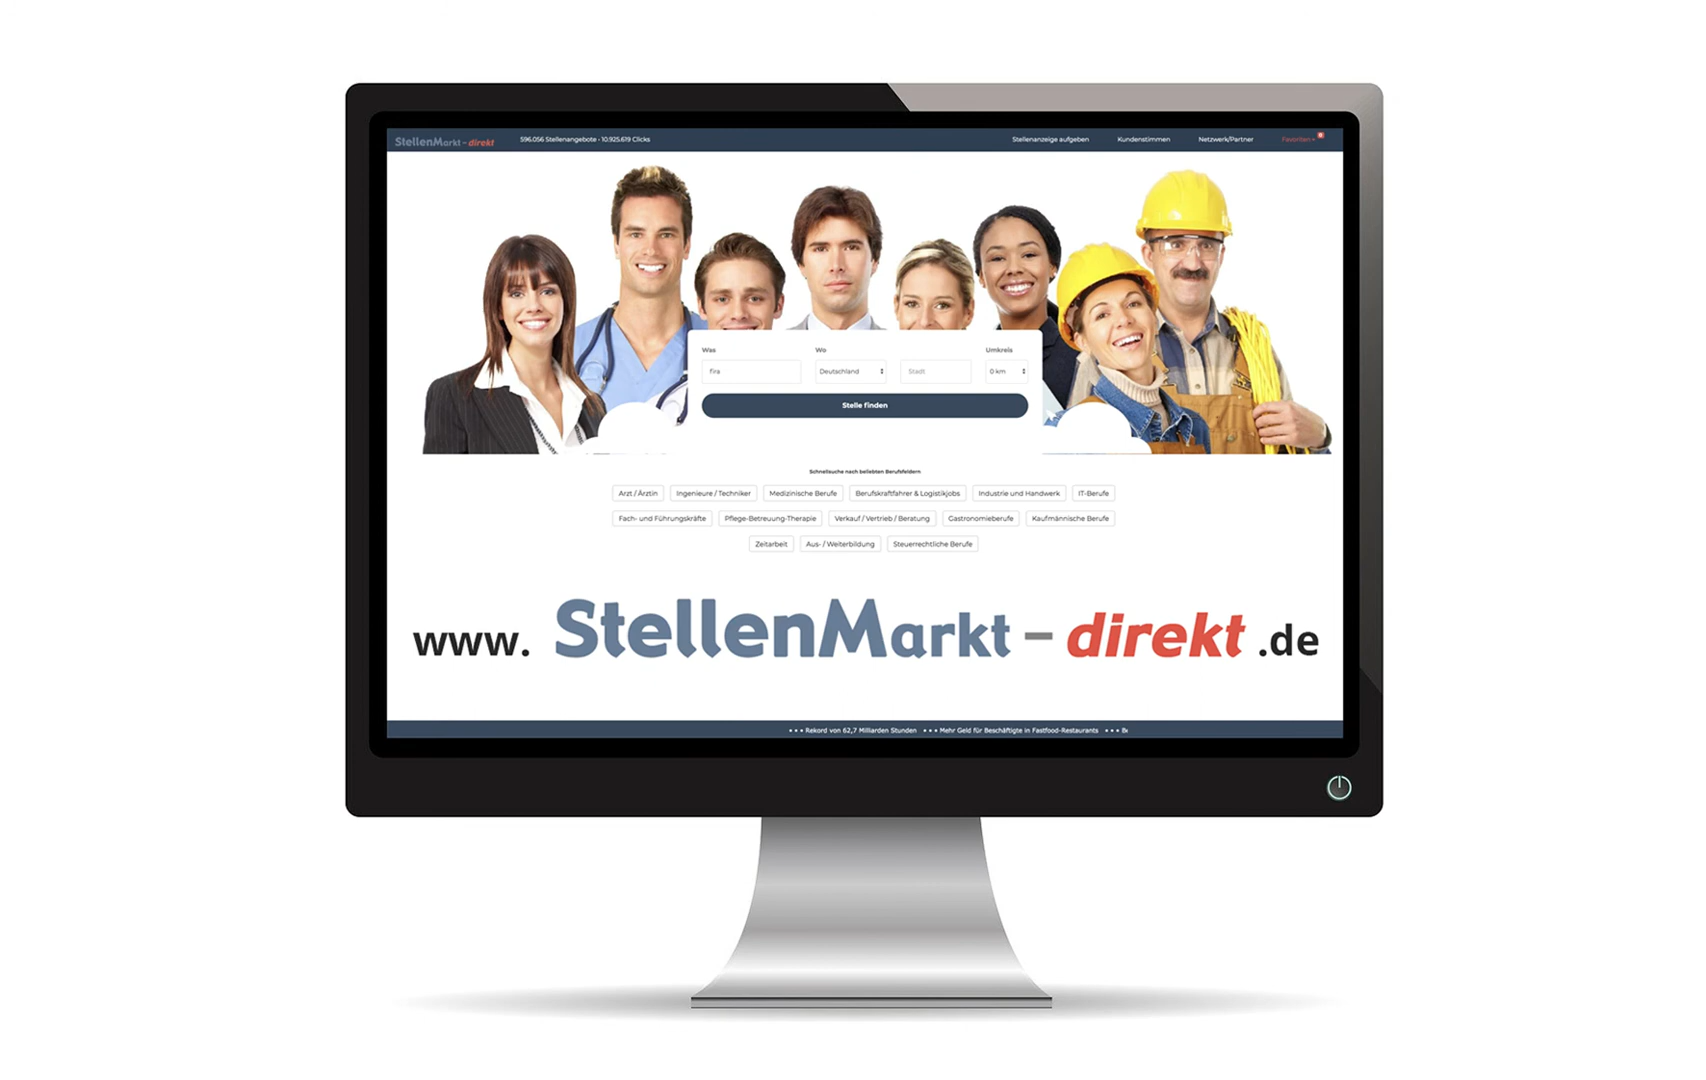 StellenMarkt - direkt 596.056 Stellenangebote • 10.925.619 Clicks Stellenanzeige aufgeben Kundenstimmen Netzwerk/Partner Favoriten
Was Wo Umkreis
fira Deutschland Stadt 0 km
Stelle finden
Schnellsuche nach beliebten Berufsfeldern
Arzt / Ärztin Ingenieure / Techniker Medizinische Berufe Berufskraftfahrer & Logistikjobs Industrie und Handwerk IT-Berufe
Fach- und Führungskräfte Pflege-Betreuung-Therapie Verkauf / Vertrieb / Beratung Gastronomieberufe Kaufmännische Berufe
Zeitarbeit Aus- / Weiterbildung Steuerrechtliche Berufe
www. StellenMarkt - direkt .de
• • • Rekord von 62,7 Milliarden Stunden • • • Mehr Geld für Beschäftigte in Fastfood-Restaurants • • •